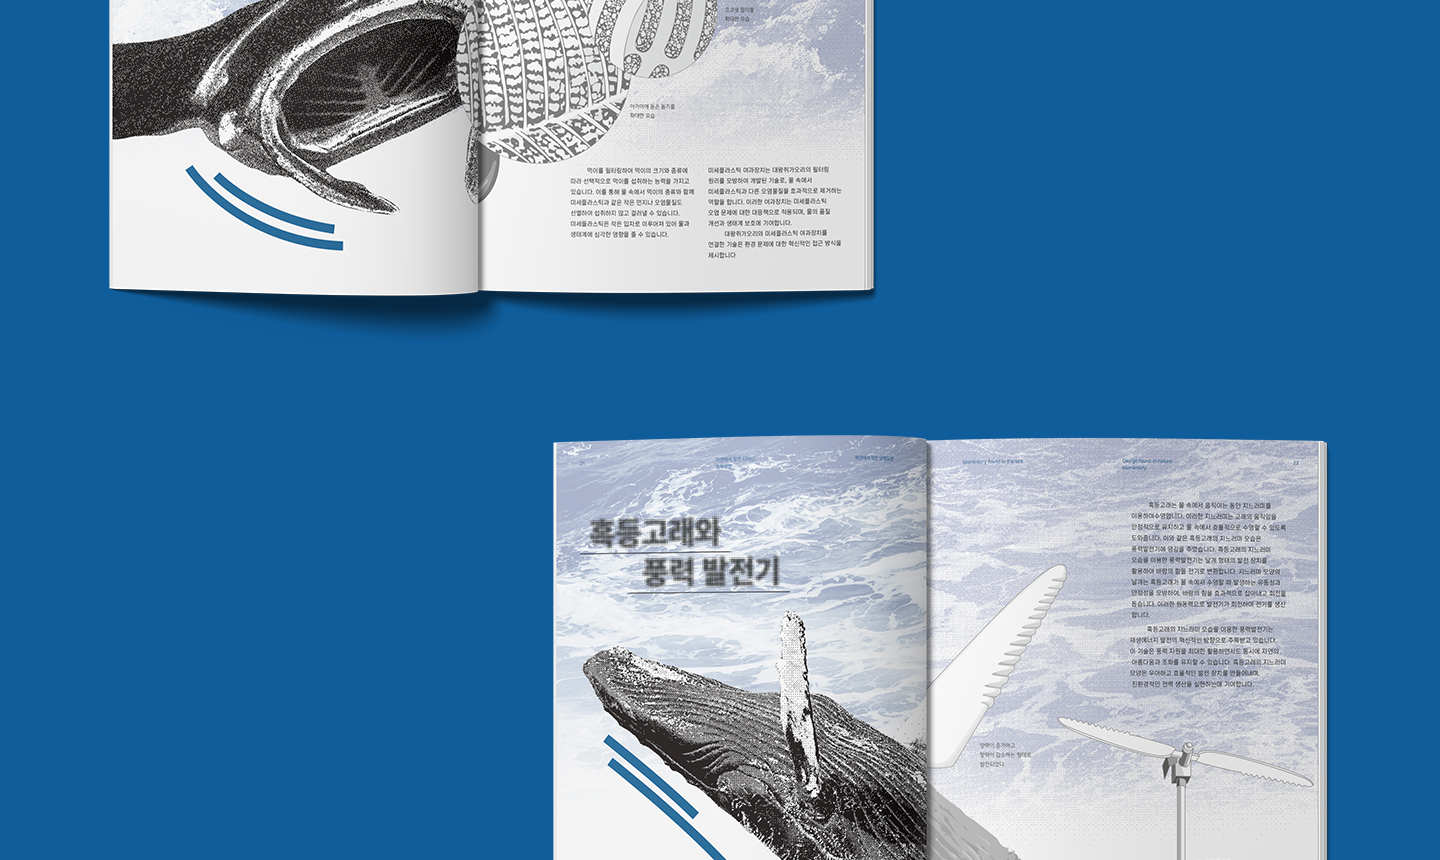 확대한 모습
아가미에 돋은 돌기를
확대한 모습
먹이를 필터링하여 먹이의 크기와 종류에
따라 선택적으로 먹이를 섭취하는 능력을 가지고
있습니다. 이를 통해 물 속에서 먹이의 종류와 함께
미세플라스틱과 같은 작은 먼지나 오염물질도
선별하여 섭취하지 않고 걸러낼 수 있습니다.
미세플라스틱은 작은 입자로 이루어져 있어 물과
생태계에 심각한 영향을 줄 수 있습니다.
미세플라스틱 여과장치는 대왕쥐가오리의 필터링
원리를 모방하여 개발된 기술로, 물 속에서
미세플라스틱과 다른 오염물질을 효과적으로 제거하는
역할을 합니다. 이러한 여과장치는 미세플라스틱
오염 문제에 대한 대응책으로 적용되며, 물의 품질
개선과 생태계 보호에 기여합니다.
대왕쥐가오리와 미세플라스틱 여과장치를
연결한 기술은 환경 문제에 대한 혁신적인 접근 방식을
제시합니다
21
Biomimicry found in the sea
Design found in nature:
biomimicry
22
혹등고래와
풍력 발전기
혹등고래는 물 속에서 움직이는 동안 지느러미를
이용하여수영합니다. 이러한 지느러미는 고래의 움직임을
안정적으로 유지하고 물 속에서 효율적으로 수영할 수 있도록
도와줍니다. 이와 같은 혹등고래의 지느러미 모습은
풍력발전기에 영감을 주었습니다. 혹등고래의 지느러미
모습을 이용한 풍력발전기는 날개 형태의 발전 장치를
활용하여 바람의 힘을 전기로 변환합니다. 지느러미 모양의
날개는 혹등고래가 물 속에서 수영할 때 발생하는 유동성과
안정성을 모방하여, 바람의 힘을 효과적으로 잡아내고 회전을
돕습니다. 이러한 원동력으로 발전기가 회전하며 전기를 생산
합니다.
혹등고래의 지느러미 모습을 이용한 풍력발전기는
재생에너지 발전의 혁신적인 방향으로 주목받고 있습니다.
이 기술은 풍력 자원을 최대한 활용하면서도 동시에 자연의
아름다움과 조화를 유지할 수 있습니다. 혹등고래의 지느러미
모양은 우아하고 효율적인 발전 장치를 만들어내며,
친환경적인 전력 생산을 실현하는데 기여합니다.
양력이 증가하고
항력이 감소하는 형태로
발전되었다.